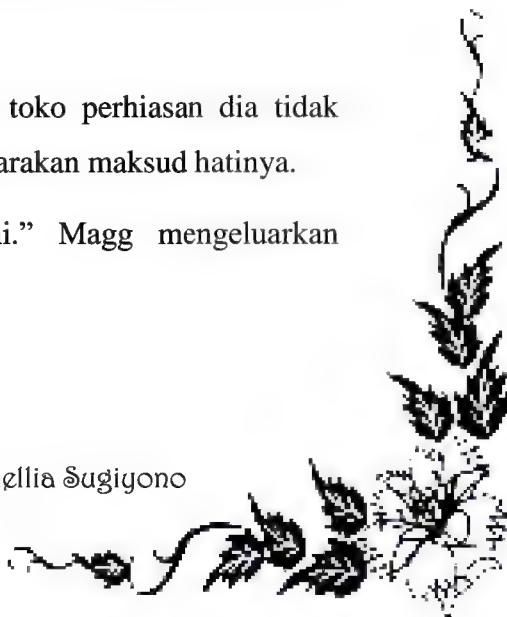 toko perhiasan dia tidak
arakan maksud hatinya.
i.” Magg mengeluarkan
ellia Sugiyono